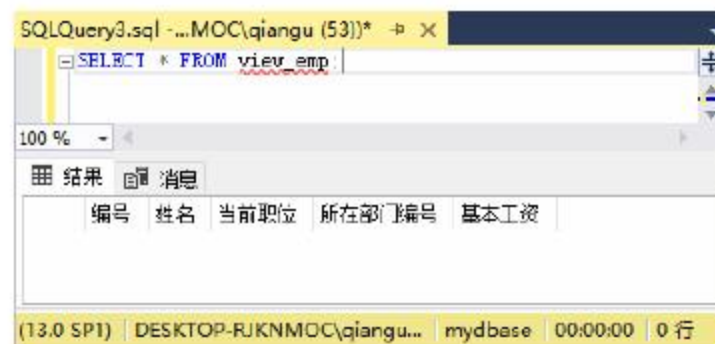 SQLQuery3.sql -...MOC\qiangu (53))*
SELECT * FROM view_emp;
100 %
结果 消息
编号 姓名 当前职位 所在部门编号 基本工资
(13.0 SP1) DESKTOP-RJKNMOC\qiangu... mydbase 00:00:00 0 行